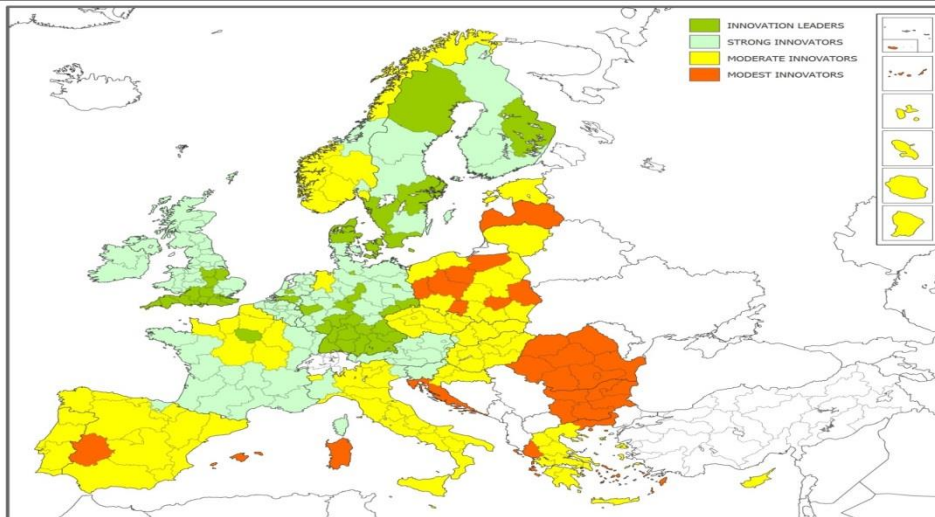 INNOVATION LEADERS
STRONG INNOVATORS
MODERATE INNOVATORS
MODEST INNOVATORS